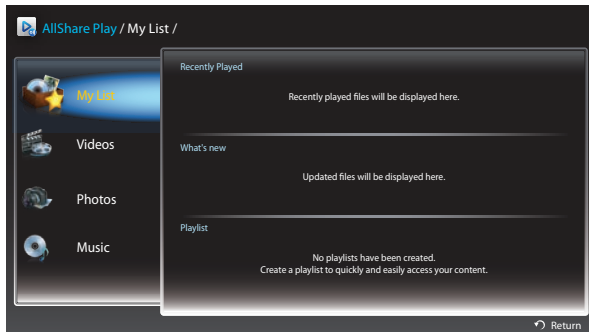 AllShare Play / My List /
My List
Videos
Photos
Music
Recently Played
Recently played files will be displayed here.
What's new
Updated files will be displayed here.
Playlist
No playlists have been created.
Create a playlist to quickly and easily access your content.
Return